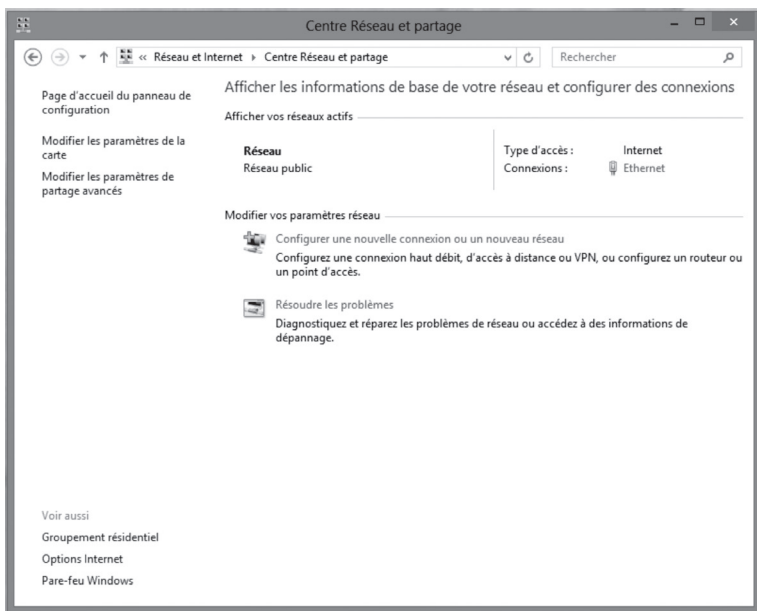 Centre Réseau et partage
« Réseau et Internet Centre Réseau et partage
Rechercher
Page d'accueil du panneau de
configuration
Modifier les paramètres de la
carte
Modifier les paramètres de
partage avancés
Afficher les informations de base de votre réseau et configurer des connexions
Afficher vos réseaux actifs
Réseau
Réseau public
Type d'accès : Internet
Connexions : Ethernet
Modifier vos paramètres réseau
Configurer une nouvelle connexion ou un nouveau réseau
Configurez une connexion haut débit, d'accès à distance ou VPN, ou configurez un routeur ou
un point d'accès.
Résoudre les problèmes
Diagnostiquez et réparez les problèmes de réseau ou accédez à des informations de
dépannage.
Voir aussi
Groupement résidentiel
Options Internet
Pare-feu Windows